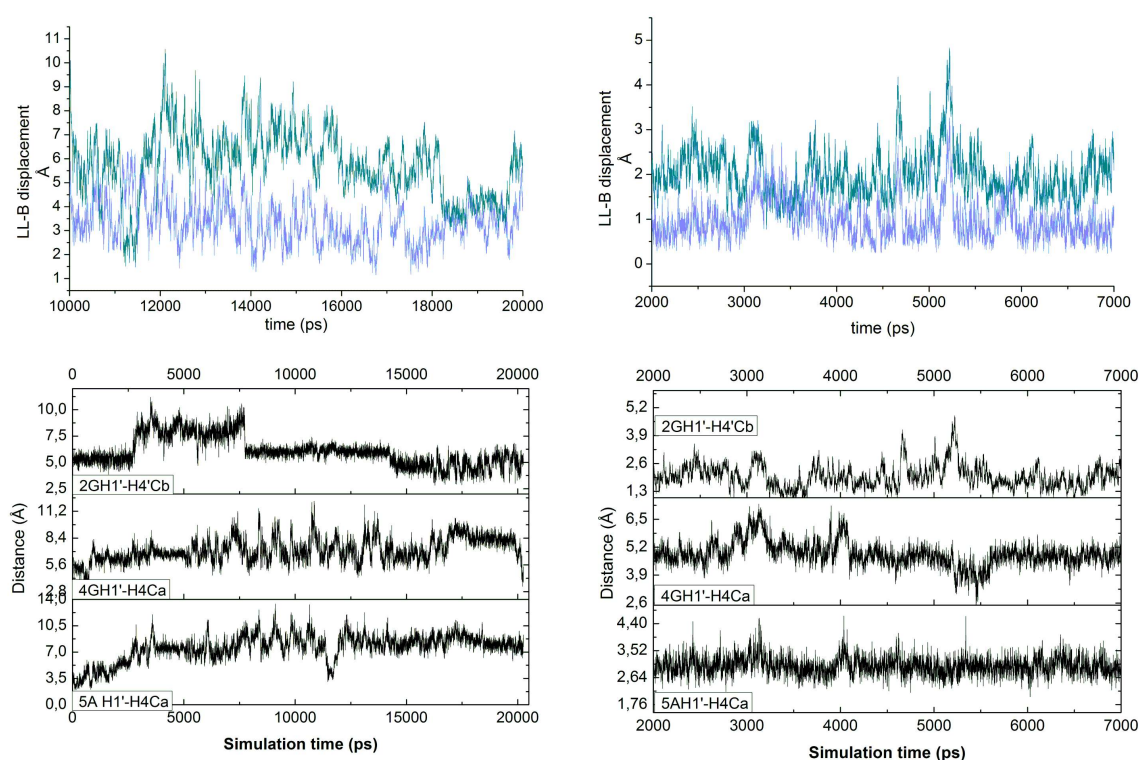 11
10
9
8
7
6
5
4
3
2
1
LL-B displacement
Å
10000 12000 14000 16000 18000 20000
time (ps)
5
4
3
2
1
0
LL-B displacement
Å
2000 3000 4000 5000 6000 7000
time (ps)
0 5000 10000 15000 20000
10,0
7,5
5,0
2,5
2GH1'-H4'Cb
11,2
8,4
5,6
2,8
4GH1'-H4Ca
14,0
10,5
7,0
3,5
0,0
5A H1'-H4Ca
Distance (Å)
0 5000 10000 15000 20000
Simulation time (ps)
2000 3000 4000 5000 6000 7000
5,2
3,9
2,6
1,3
2GH1'-H4'Cb
6,5
5,2
3,9
2,6
4GH1'-H4Ca
4,40
3,52
2,64
1,76
5AH1'-H4Ca
Distance (Å)
2000 3000 4000 5000 6000 7000
Simulation time (ps)